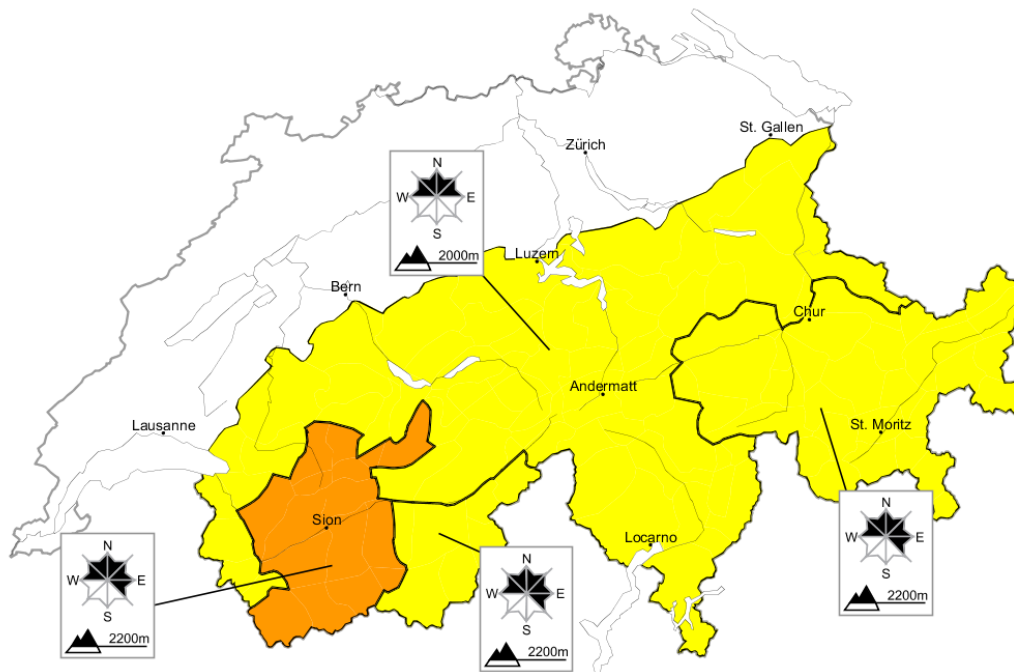 St. Gallen
Zürich
N
W E
S
2000m
Luzern
Bern
Chur
Andermatt
Lausanne
St. Moritz
Sion
Locarno
N
W E
S
2200m
N
W E
S
2200m
N
W E
S
2200m